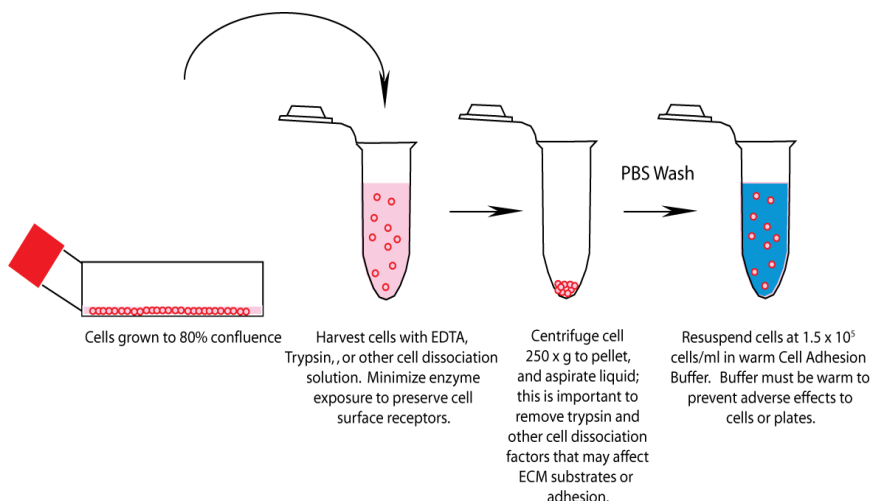 PBS Wash
Cells grown to 80% confluence
Harvest cells with EDTA,
Trypsin,, or other cell dissociation
solution.  Minimize enzyme
exposure to preserve cell
surface receptors.
Centrifuge cell
250 x g to pellet,
and aspirate liquid;
this is important to
remove trypsin and
other cell dissociation
factors that may affect
ECM substrates or
adhesion.
Resuspend cells at 1.5 x 10⁵
cells/ml in warm Cell Adhesion
Buffer.  Buffer must be warm to
prevent adverse effects to
cells or plates.